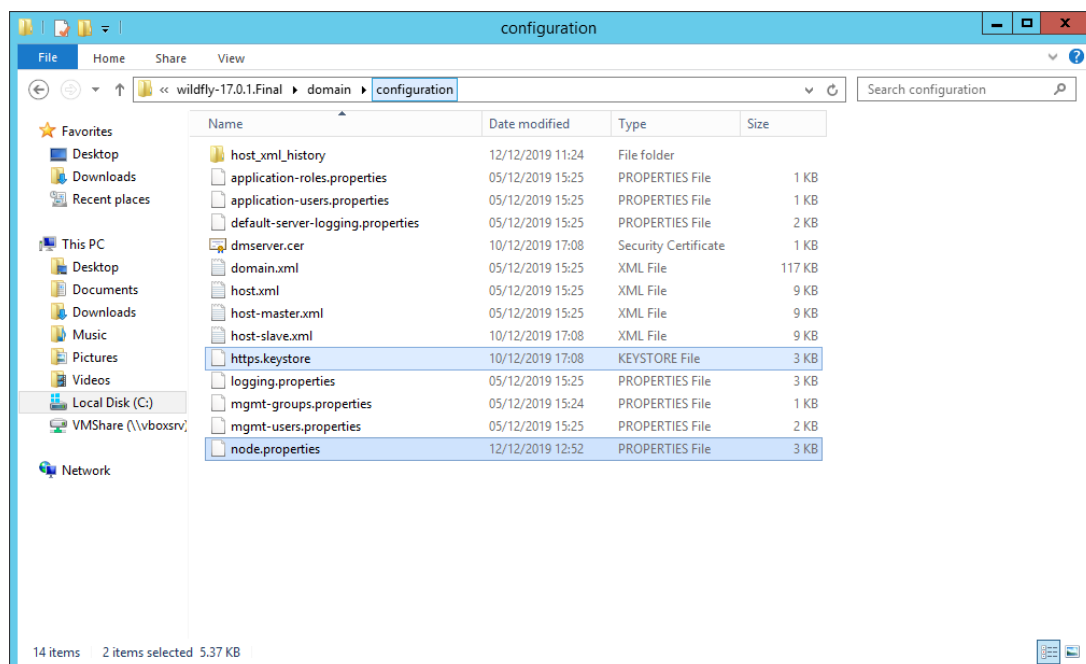 configuration
File Home Share View
« wildfly-17.0.1.Final domain configuration
Search configuration
Favorites
Desktop
Downloads
Recent places
This PC
Desktop
Documents
Downloads
Music
Pictures
Videos
Local Disk (C:)
VMShare (\\vboxsrv)
Network
Name Date modified Type Size
host_xml_history 12/12/2019 11:24 File folder
application-roles.properties 05/12/2019 15:25 PROPERTIES File 1 KB
application-users.properties 05/12/2019 15:25 PROPERTIES File 1 KB
default-server-logging.properties 05/12/2019 15:25 PROPERTIES File 2 KB
dmserver.cer 10/12/2019 17:08 Security Certificate 1 KB
domain.xml 05/12/2019 15:25 XML File 117 KB
host.xml 05/12/2019 15:25 XML File 9 KB
host-master.xml 05/12/2019 15:25 XML File 9 KB
host-slave.xml 10/12/2019 17:08 XML File 9 KB
https.keystore 10/12/2019 17:08 KEYSTORE File 3 KB
logging.properties 05/12/2019 15:25 PROPERTIES File 3 KB
mgmt-groups.properties 05/12/2019 15:24 PROPERTIES File 1 KB
mgmt-users.properties 05/12/2019 15:25 PROPERTIES File 2 KB
node.properties 12/12/2019 12:52 PROPERTIES File 3 KB
14 items 2 items selected 5.37 KB